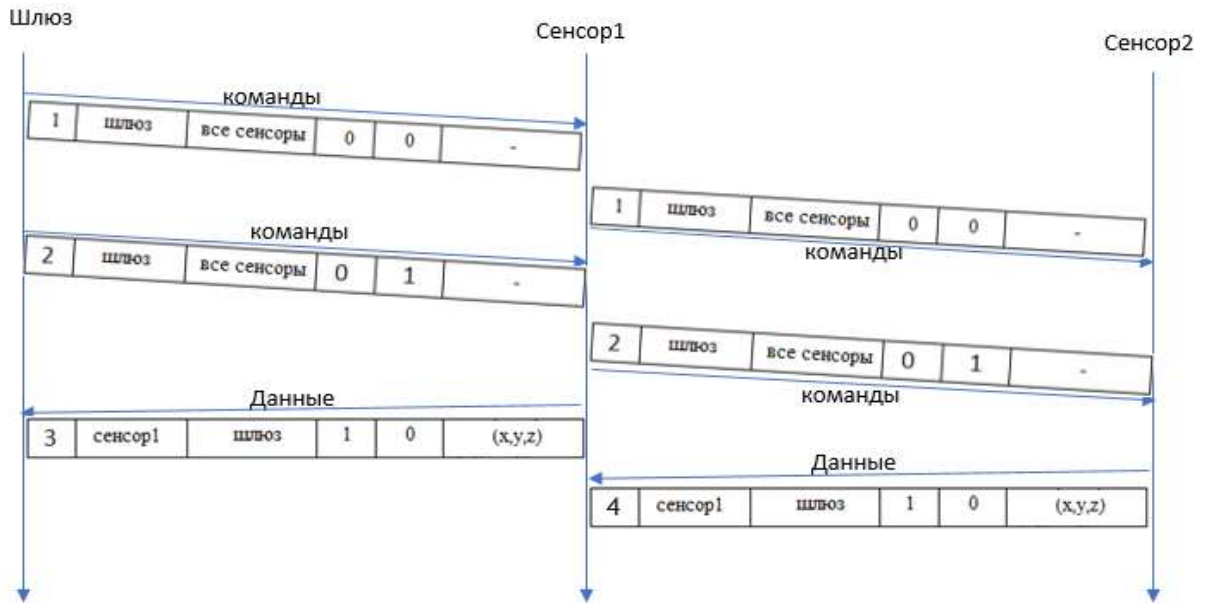 Шлюз
Сенсор1
Сенсор2
команды
1 шлюз все сенсоры 0 0 -
1 шлюз все сенсоры 0 0 -
команды
команды
2 шлюз все сенсоры 0 1 -
2 шлюз все сенсоры 0 1 -
команды
Данные
3 сенсор1 шлюз 1 0 (x,y,z)
Данные
4 сенсор1 шлюз 1 0 (x,y,z)